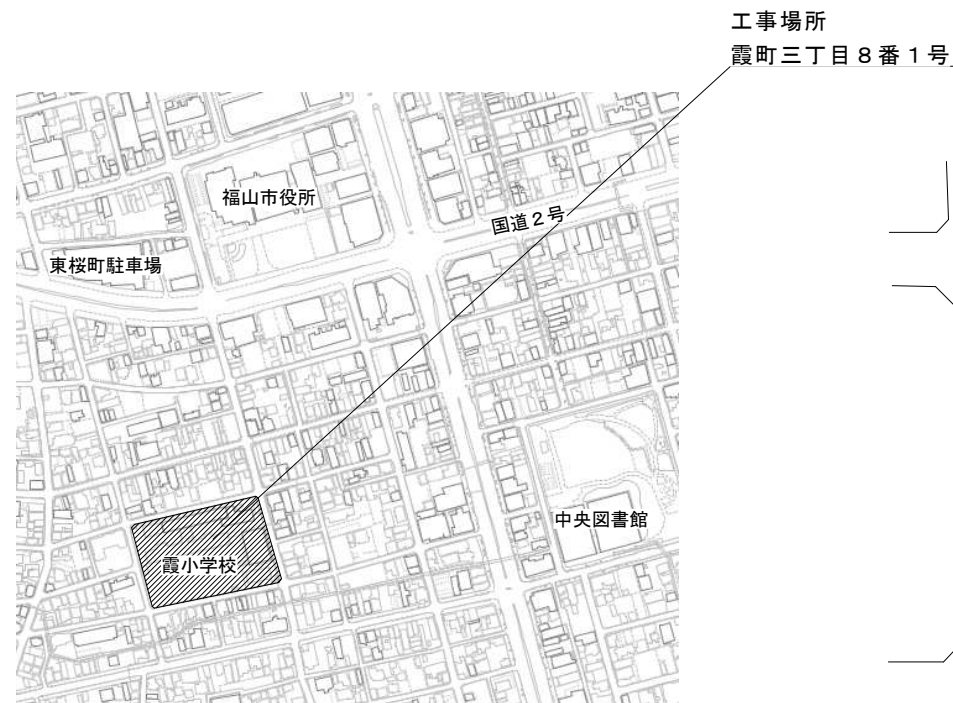 工事場所
霞町三丁目８番１号
福山市役所
国道２号
東桜町駐車場
中央図書館
霞小学校